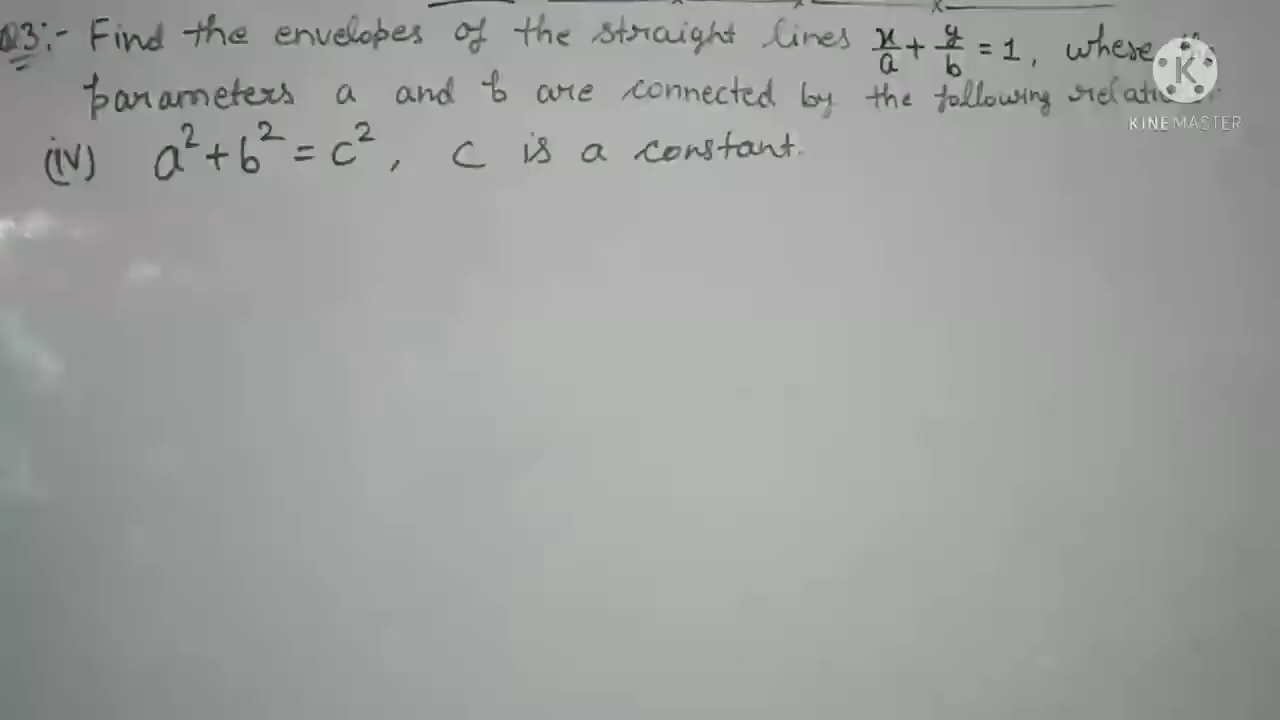 Q3:- Find the envelopes of the straight lines x/a + y/b = 1, where
parameters a and b are connected by the following
(iv) a² + b² = c², c is a constant.
K
KINEMASTER